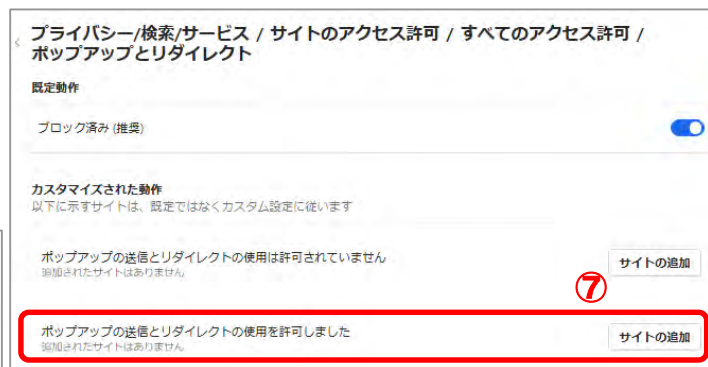 プライバシー/検索/サービス / サイトのアクセス許可 / すべてのアクセス許可 /
ポップアップとリダイレクト
既定動作
ブロック済み (推奨)
カスタマイズされた動作
以下に示すサイトは、既定ではなくカスタム設定に従います
ポップアップの送信とリダイレクトの使用は許可されていません
追加されたサイトはありません
サイトの追加
⑦
ポップアップの送信とリダイレクトの使用を許可しました
追加されたサイトはありません
サイトの追加